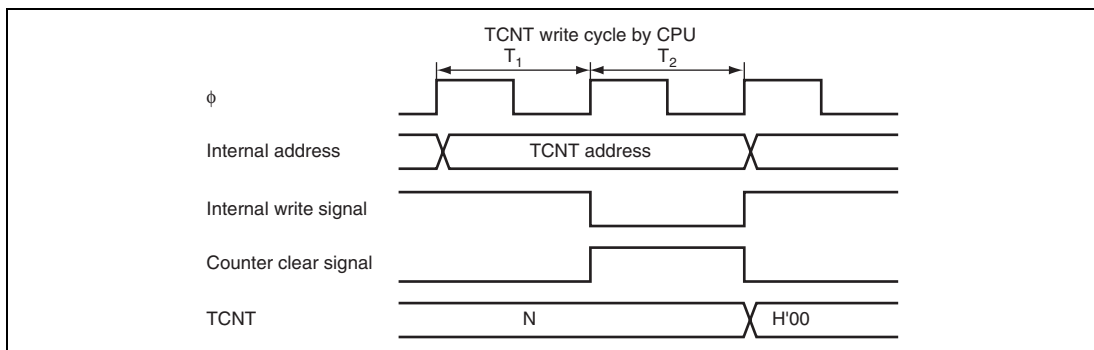 TCNT write cycle by CPU
T1 T2
ϕ
Internal address TCNT address
Internal write signal
Counter clear signal
TCNT N H'00